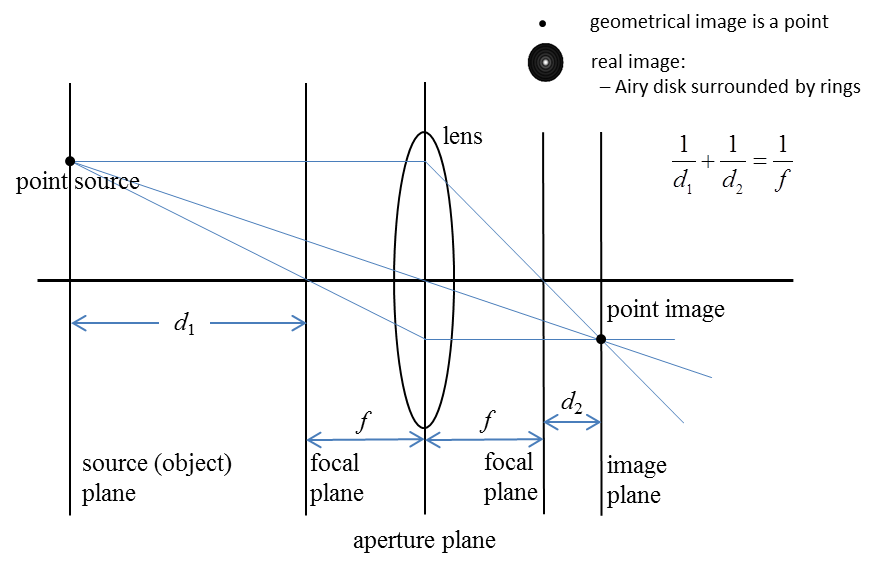 geometrical image is a point
real image:
– Airy disk surrounded by rings
lens
1/d₁ + 1/d₂ = 1/f
point source
point image
d₁
d₂
f
f
source (object)
plane
focal
plane
focal
plane
image
plane
aperture plane